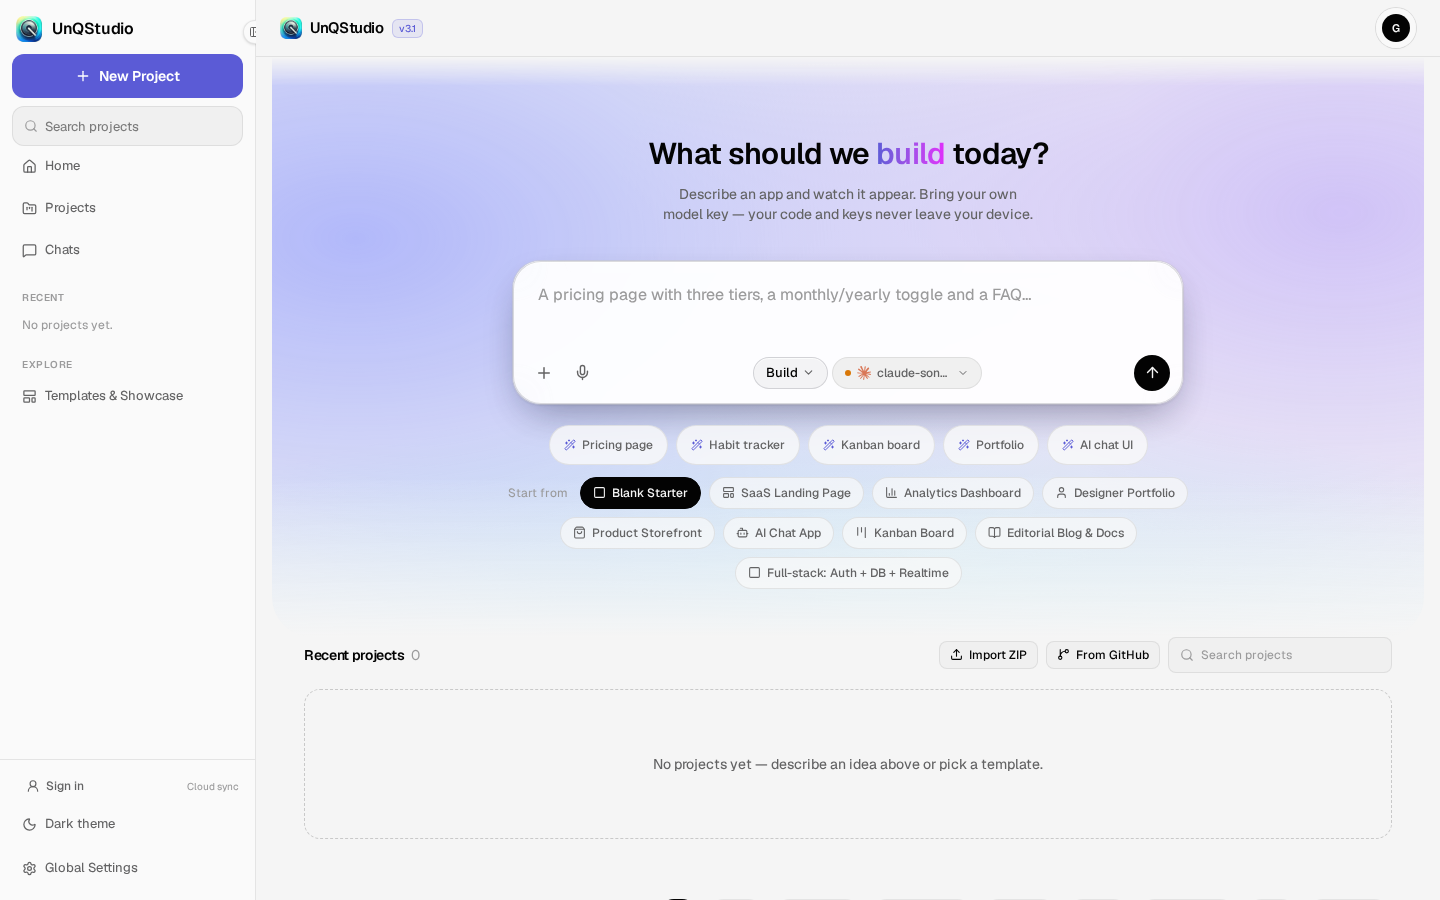 UnQStudio
New Project
Search projects
Home
Projects
Chats
RECENT
No projects yet.
EXPLORE
Templates & Showcase
Sign in
Cloud sync
Dark theme
Global Settings
UnQStudio v3.1
G
What should we build today?
Describe an app and watch it appear. Bring your own
model key — your code and keys never leave your device.
A pricing page with three tiers, a monthly/yearly toggle and a FAQ...
Build
claude-son...
Pricing page
Habit tracker
Kanban board
Portfolio
AI chat UI
Start from
Blank Starter
SaaS Landing Page
Analytics Dashboard
Designer Portfolio
Product Storefront
AI Chat App
Kanban Board
Editorial Blog & Docs
Full-stack: Auth + DB + Realtime
Recent projects 0
Import ZIP
From GitHub
Search projects
No projects yet — describe an idea above or pick a template.